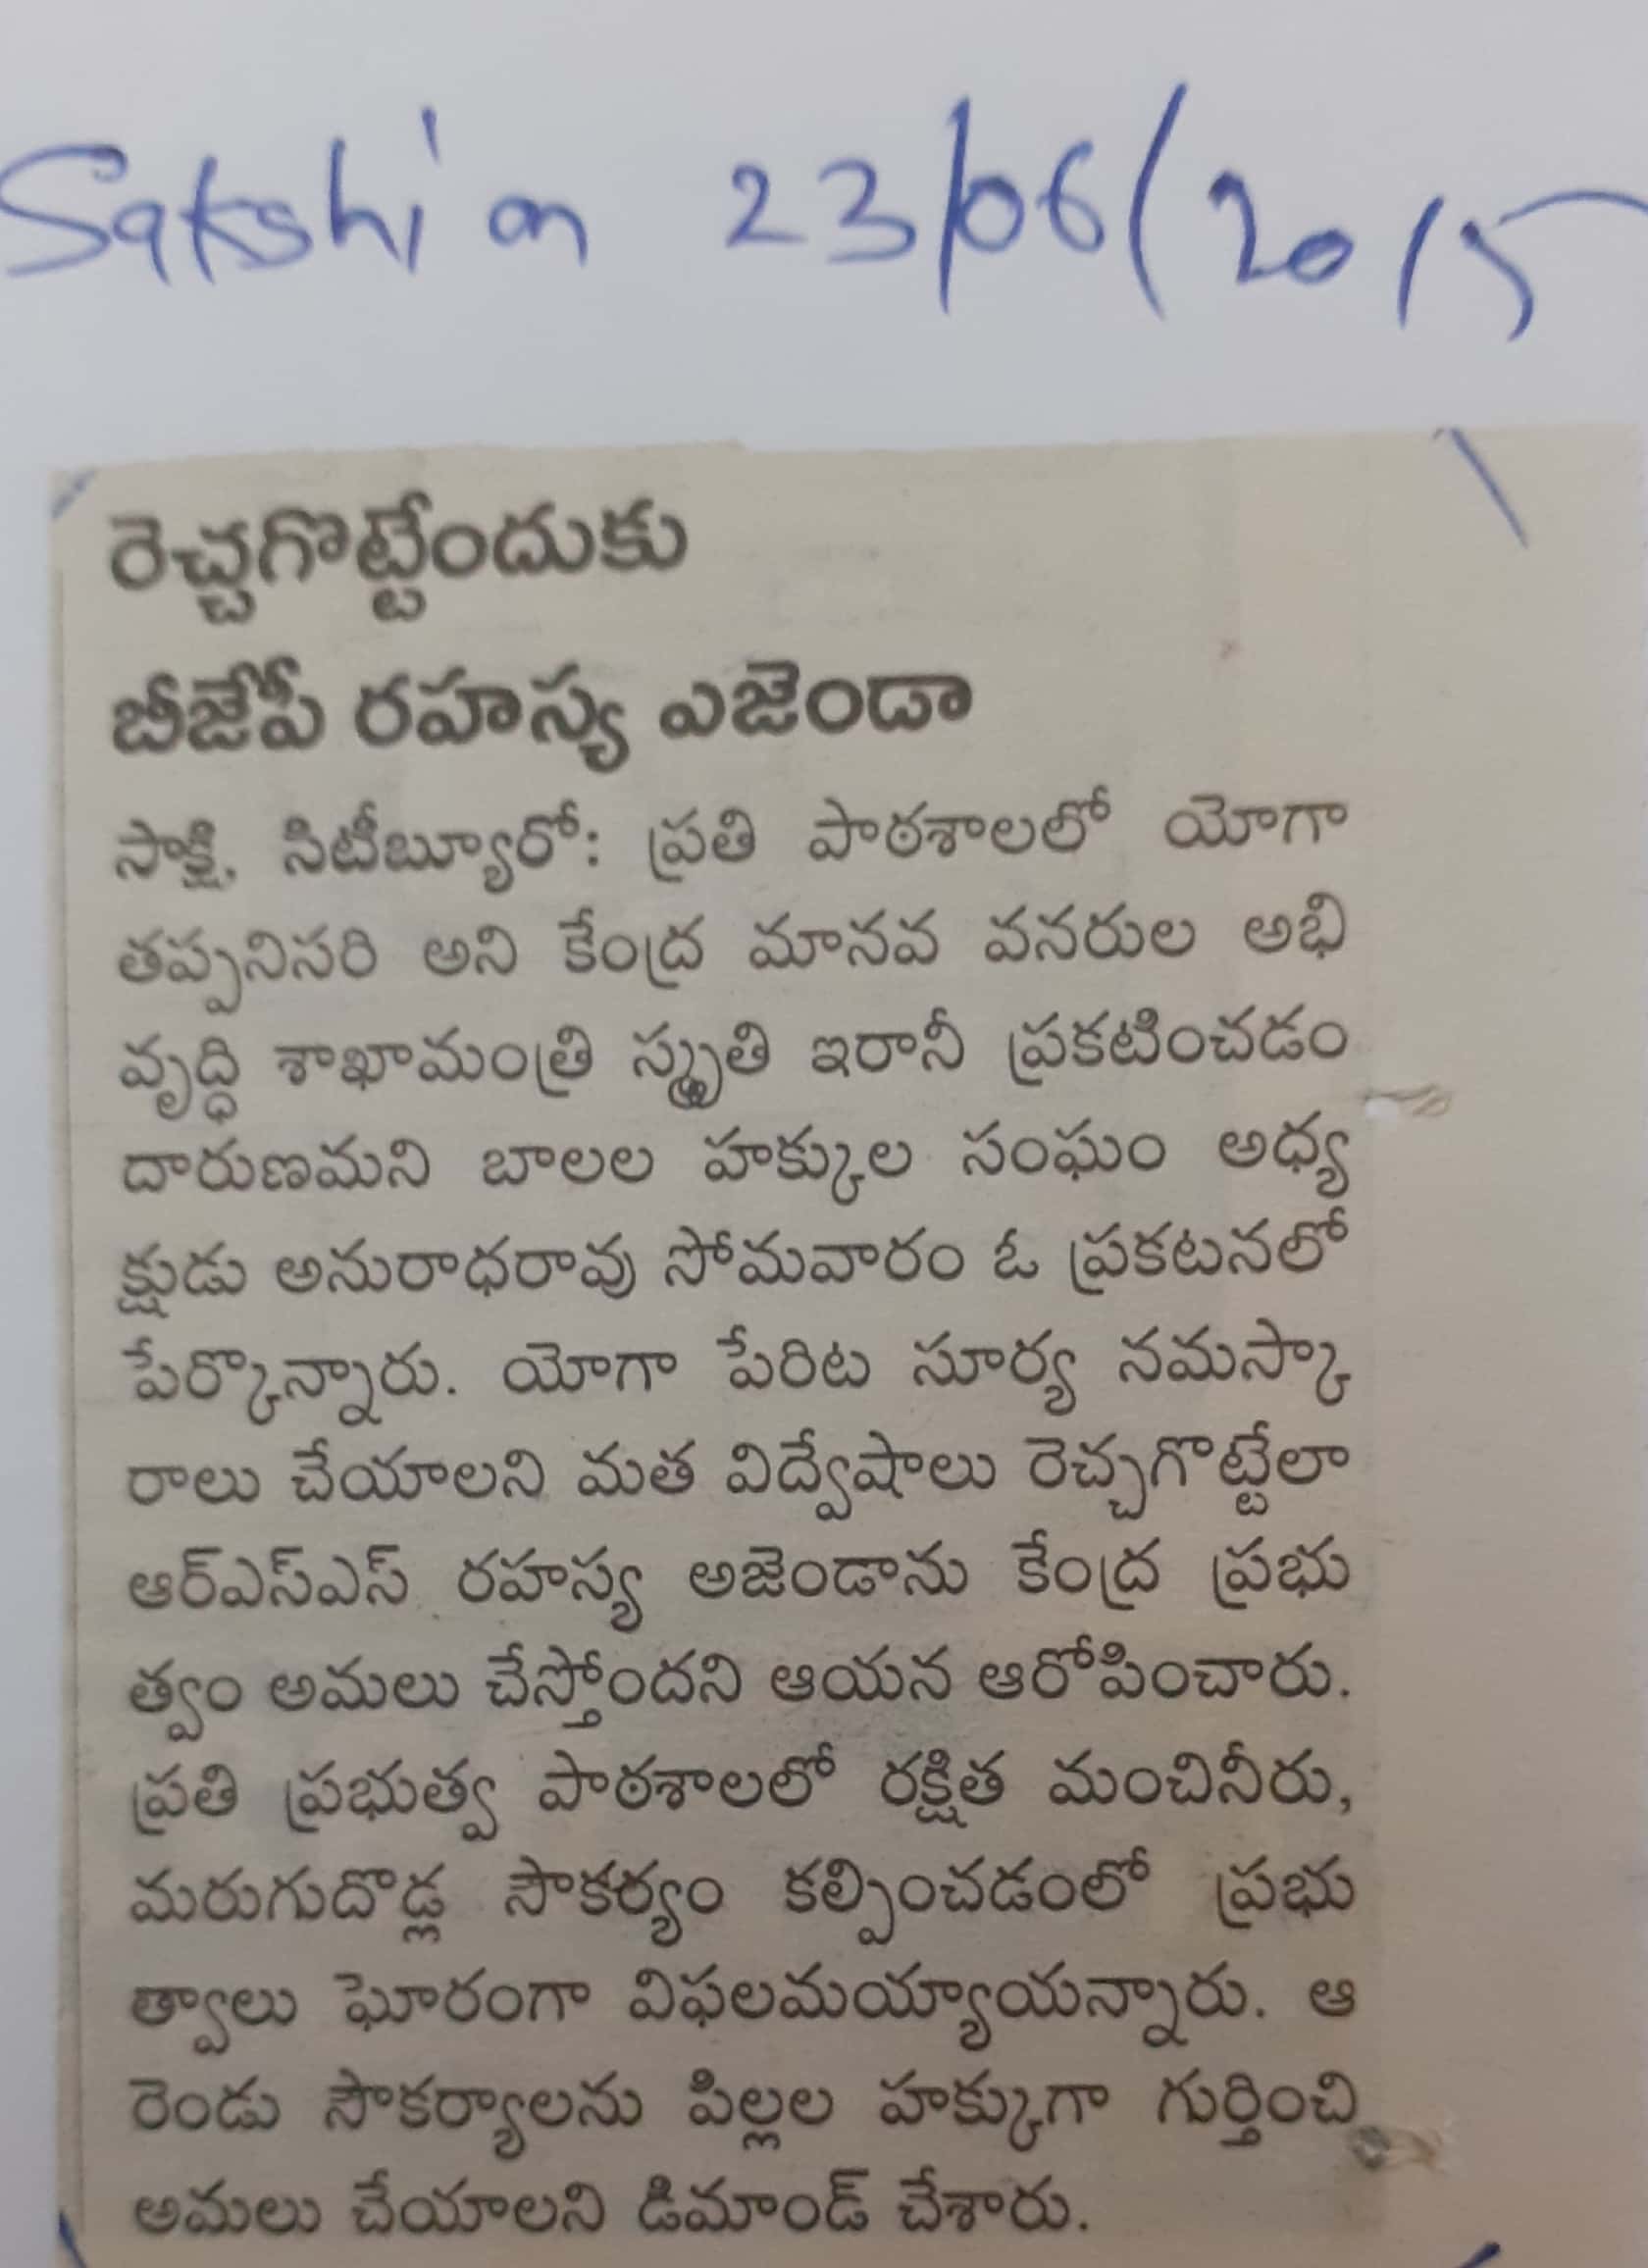 Sakshi on 23/06/2015
రెచ్చగొట్టేందుకు
బీజేపీ రహస్య ఎజెండా
సాక్షి, సిటీబ్యూరో: ప్రతి పాఠశాలలో యోగా
తప్పనిసరి అని కేంద్ర మానవ వనరుల అభి
వృద్ధి శాఖామంత్రి స్మృతి ఇరానీ ప్రకటించడం
దారుణమని బాలల హక్కుల సంఘం అధ్య
క్షుడు అనురాధరావు సోమవారం ఓ ప్రకటనలో
పేర్కొన్నారు. యోగా పేరిట సూర్య నమస్కా
రాలు చేయాలని మత విద్వేషాలు రెచ్చగొట్టేలా
ఆర్ఎస్ఎస్ రహస్య అజెండాను కేంద్ర ప్రభు
త్వం అమలు చేస్తోందని ఆయన ఆరోపించారు.
ప్రతి ప్రభుత్వ పాఠశాలలో రక్షిత మంచినీరు,
మరుగుదొడ్ల సౌకర్యం కల్పించడంలో ప్రభు
త్వాలు ఘోరంగా విఫలమయ్యాయన్నారు. ఆ
రెండు సౌకర్యాలను పిల్లల హక్కుగా గుర్తించి
అమలు చేయాలని డిమాండ్ చేశారు.